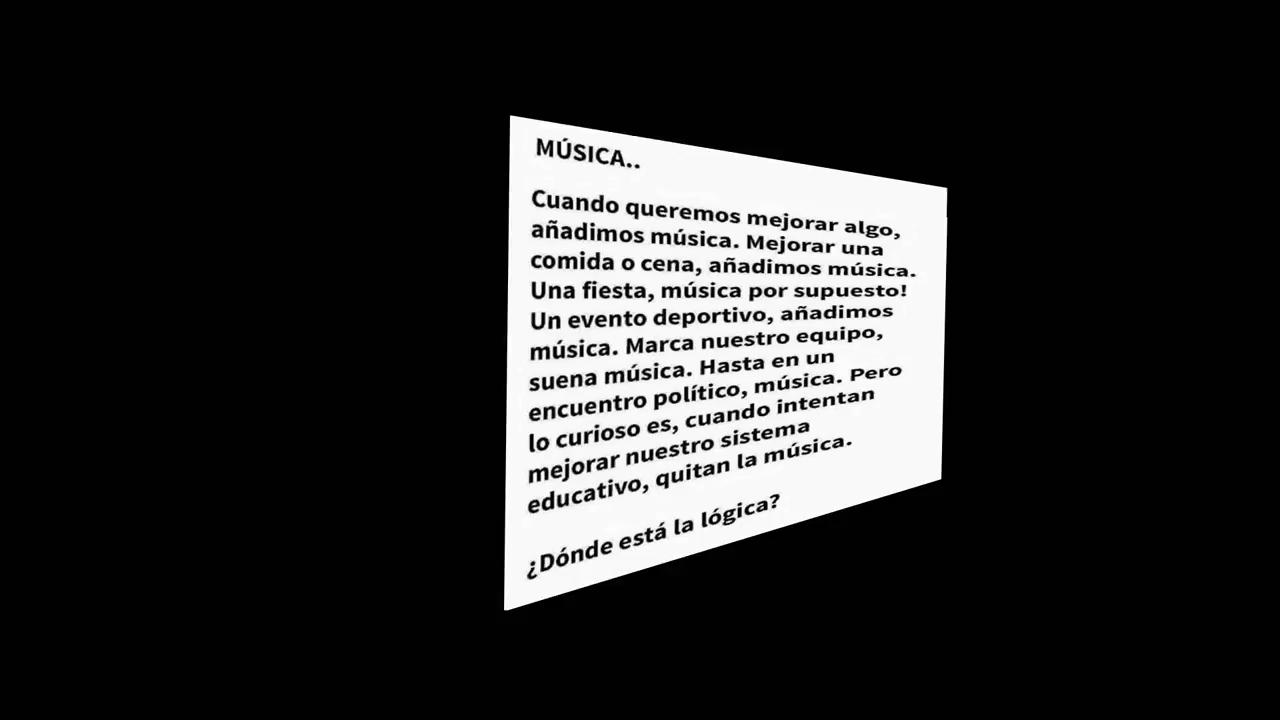 MÚSICA..
Cuando queremos mejorar algo,
añadimos música. Mejorar una
comida o cena, añadimos música.
Una fiesta, música por supuesto!
Un evento deportivo, añadimos
música. Marca nuestro equipo,
suena música. Hasta en un
encuentro político, música. Pero
lo curioso es, cuando intentan
mejorar nuestro sistema
educativo, quitan la música.
¿Dónde está la lógica?